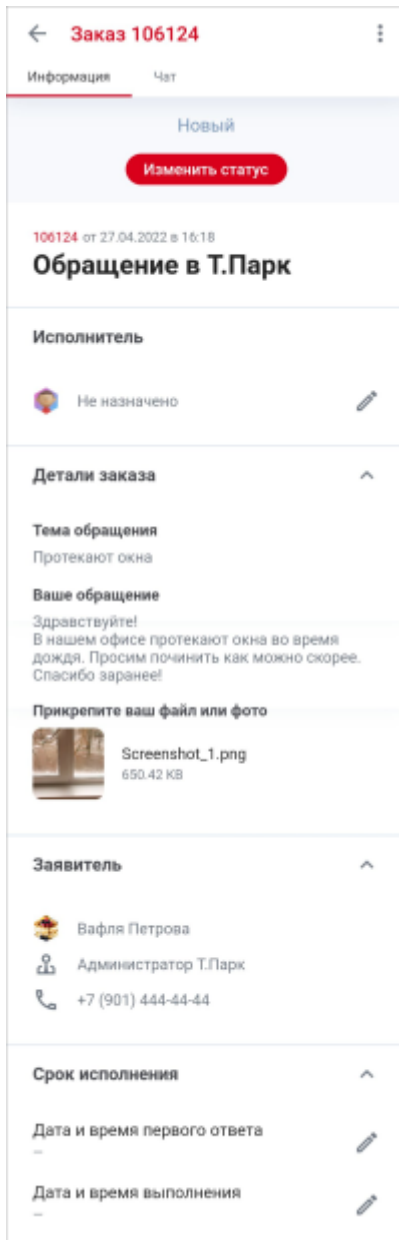 Заказ 106124
Информация Чат
Новый
Изменить статус
106124 от 27.04.2022 в 16:18
Обращение в Т.Парк
Исполнитель
Не назначено
Детали заказа
Тема обращения
Протекают окна
Ваше обращение
Здравствуйте!
В нашем офисе протекают окна во время
дождя. Просим починить как можно скорее.
Спасибо заранее!
Прикрепите ваш файл или фото
Screenshot_1.png
650.42 KB
Заявитель
Вафля Петрова
Администратор Т.Парк
+7 (901) 444-44-44
Срок исполнения
Дата и время первого ответа
–
Дата и время выполнения
–